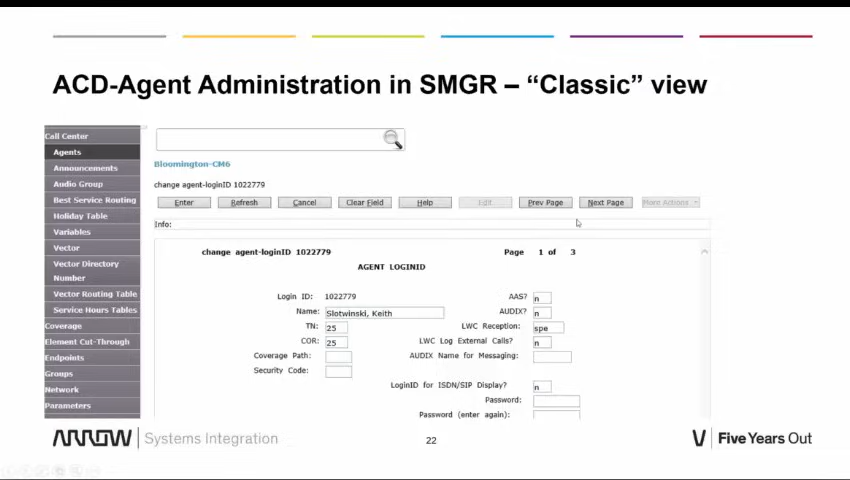 ACD-Agent Administration in SMGR – “Classic” view
Call Center
Agents
Announcements
Audio Group
Best Service Routing
Holiday Table
Variables
Vector
Vector Directory
Number
Vector Routing Table
Service Hours Tables
Coverage
Element Cut-Through
Endpoints
Groups
Network
Parameters
Bloomington-CM6
change agent-loginID 1022779
Enter Refresh Cancel Clear Field Help Edit Prev Page Next Page More Actions
Info:
change agent-loginID 1022779 Page 1 of 3
AGENT LOGINID
Login ID: 1022779 AAS? n
Name: Slotwinski, Keith AUDIX? n
TN: 25 LWC Reception: spe
COR: 25 LWC Log External Calls? n
Coverage Path: AUDIX Name for Messaging:
Security Code:
LoginID for ISDN/SIP Display? n
Password:
Password (enter again):
ARROW Systems Integration
22
Five Years Out